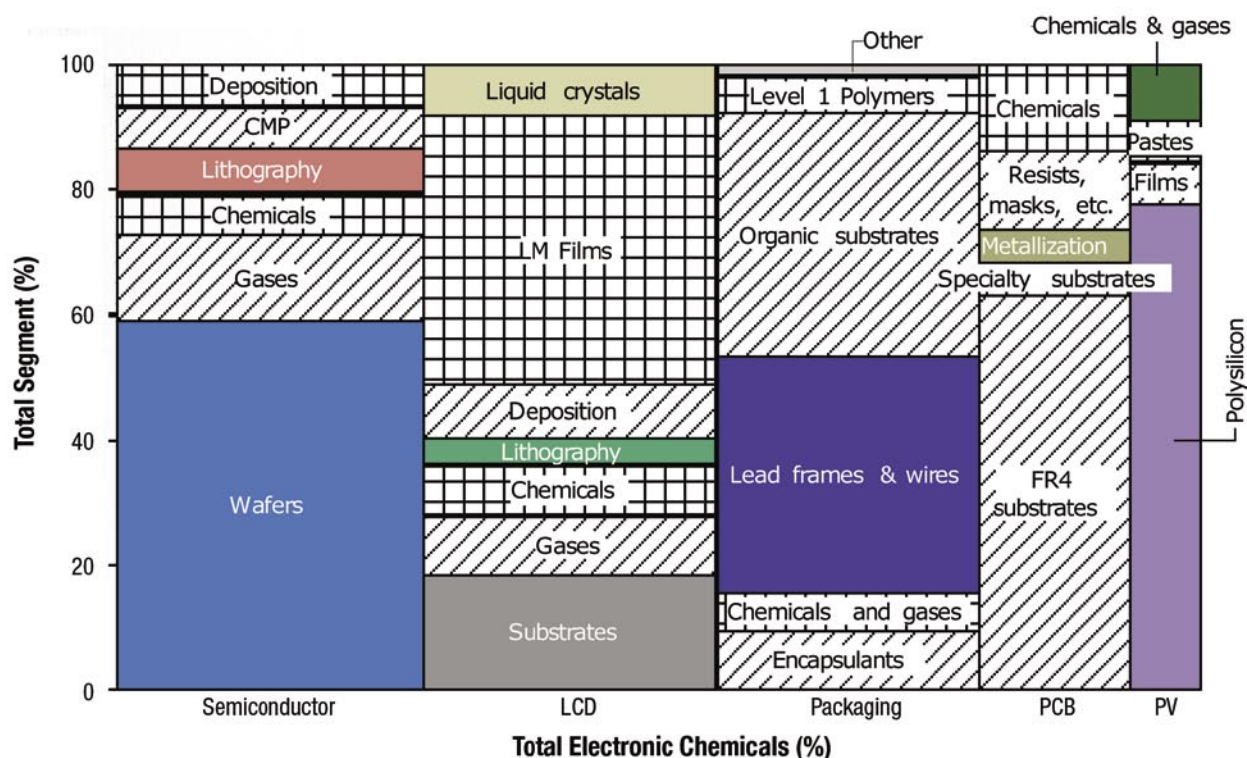 Chemicals & gases
Other
100
80
60
40
20
0
Total Segment (%)
Deposition
CMP
Lithography
Chemicals
Gases
Wafers
Liquid crystals
LM Films
Deposition
Lithography
Chemicals
Gases
Substrates
Level 1 Polymers
Organic substrates
Lead frames & wires
Chemicals and gases
Encapsulants
Chemicals
Resists,
masks, etc.
Metallization
Specialty substrates
FR4
substrates
Pastes
Films
Polysilicon
Semiconductor
LCD
Packaging
PCB
PV
Total Electronic Chemicals (%)